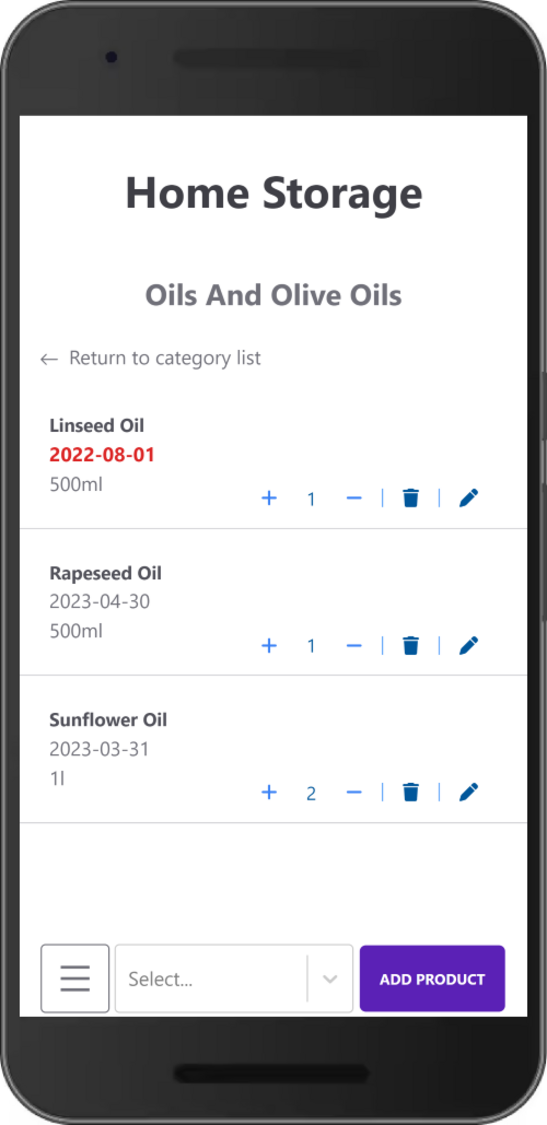 Home Storage
Oils And Olive Oils
← Return to category list
Linseed Oil
2022-08-01
500ml
+ 1 − | |
Rapeseed Oil
2023-04-30
500ml
+ 1 − | |
Sunflower Oil
2023-03-31
1l
+ 2 − | |
Select...
ADD PRODUCT